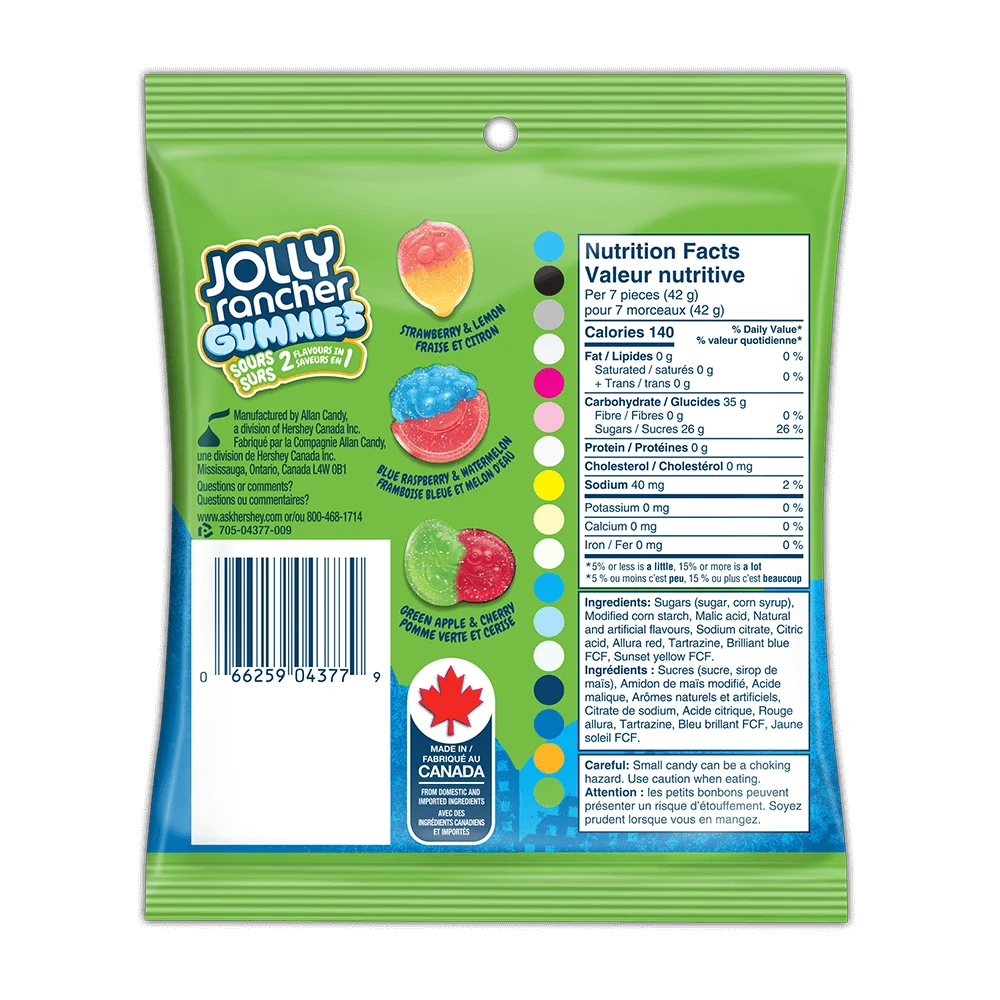 JOLLY
rancher
GUMMIES
SOURS
SURS
2 FLAVOURS IN
SAVEURS EN 1
Manufactured by Allan Candy,
a division of Hershey Canada Inc.
Fabriqué par la Compagnie Allan Candy,
une division de Hershey Canada Inc.
Mississauga, Ontario, Canada L4W 0B1
Questions or comments?
Questions ou commentaires?
www.askhershey.com or/ou 800-468-1714
705-04377-009
0 66259 04377 9
STRAWBERRY & LEMON
FRAISE ET CITRON
BLUE RASPBERRY & WATERMELON
FRAMBOISE BLEUE ET MELON D'EAU
GREEN APPLE & CHERRY
POMME VERTE ET CERISE
MADE IN /
FABRIQUÉ AU
CANADA
FROM DOMESTIC AND
IMPORTED INGREDIENTS
AVEC DES
INGRÉDIENTS CANADIENS
ET IMPORTÉS
Nutrition Facts
Valeur nutritive
Per 7 pieces (42 g)
pour 7 morceaux (42 g)
Calories 140 % Daily Value*
% valeur quotidienne*
Fat / Lipides 0 g 0 %
Saturated / saturés 0 g
+ Trans / trans 0 g 0 %
Carbohydrate / Glucides 35 g
Fibre / Fibres 0 g 0 %
Sugars / Sucres 26 g 26 %
Protein / Protéines 0 g
Cholesterol / Cholestérol 0 mg
Sodium 40 mg 2 %
Potassium 0 mg 0 %
Calcium 0 mg 0 %
Iron / Fer 0 mg 0 %
*5% or less is a little, 15% or more is a lot
*5 % ou moins c'est peu, 15 % ou plus c'est beaucoup
Ingredients: Sugars (sugar, corn syrup),
Modified corn starch, Malic acid, Natural
and artificial flavours, Sodium citrate, Citric
acid, Allura red, Tartrazine, Brilliant blue
FCF, Sunset yellow FCF.
Ingrédients : Sucres (sucre, sirop de
maïs), Amidon de maïs modifié, Acide
malique, Arômes naturels et artificiels,
Citrate de sodium, Acide citrique, Rouge
allura, Tartrazine, Bleu brillant FCF, Jaune
soleil FCF.
Careful: Small candy can be a choking
hazard. Use caution when eating.
Attention : les petits bonbons peuvent
présenter un risque d'étouffement. Soyez
prudent lorsque vous en mangez.